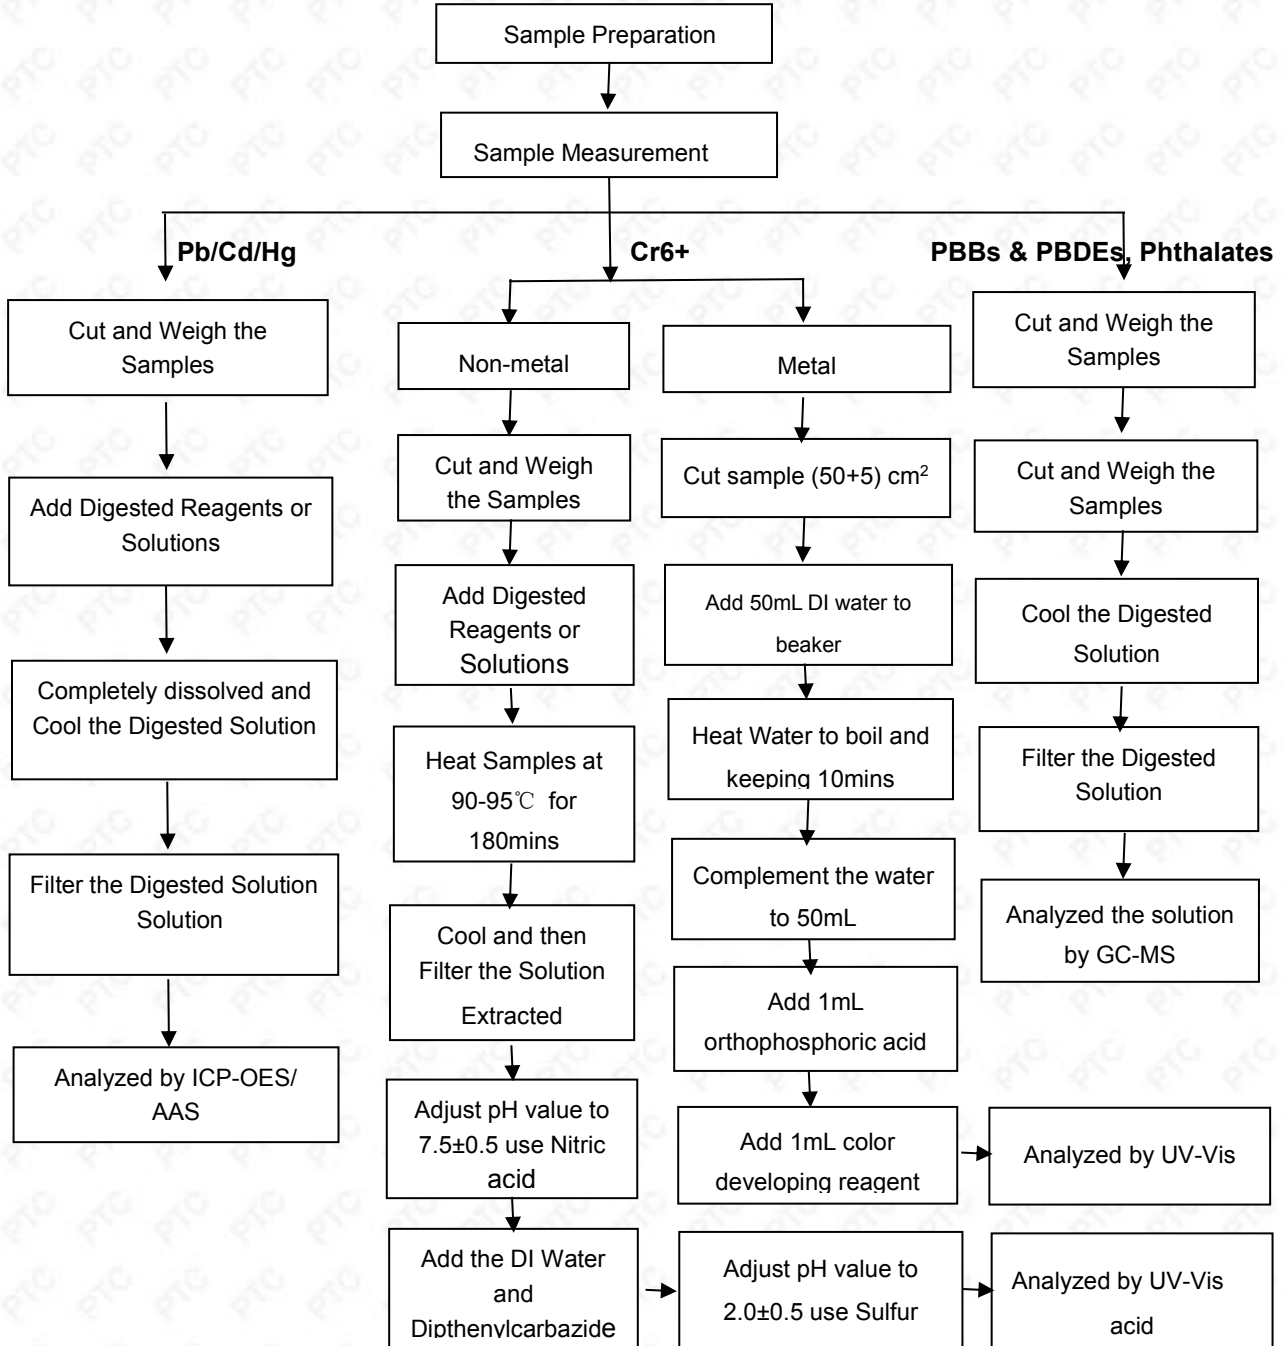 Sample Preparation
Sample Measurement
Pb/Cd/Hg
Cr6+
PBBs & PBDEs, Phthalates
Cut and Weigh the
Samples
Add Digested Reagents or
Solutions
Completely dissolved and
Cool the Digested Solution
Filter the Digested Solution
Solution
Analyzed by ICP-OES/
AAS
Non-metal
Cut and Weigh
the Samples
Add Digested
Reagents or
Solutions
Heat Samples at
90-95℃ for
180mins
Cool and then
Filter the Solution
Extracted
Adjust pH value to
7.5±0.5 use Nitric
acid
Add the DI Water
and
Dipthenylcarbazide
Metal
Cut sample (50+5) cm²
Add 50mL DI water to
beaker
Heat Water to boil and
keeping 10mins
Complement the water
to 50mL
Add 1mL
orthophosphoric acid
Add 1mL color
developing reagent
Analyzed by UV-Vis
Adjust pH value to
2.0±0.5 use Sulfur
Analyzed by UV-Vis
acid
Cut and Weigh the
Samples
Cut and Weigh the
Samples
Cool the Digested
Solution
Filter the Digested
Solution
Analyzed the solution
by GC-MS